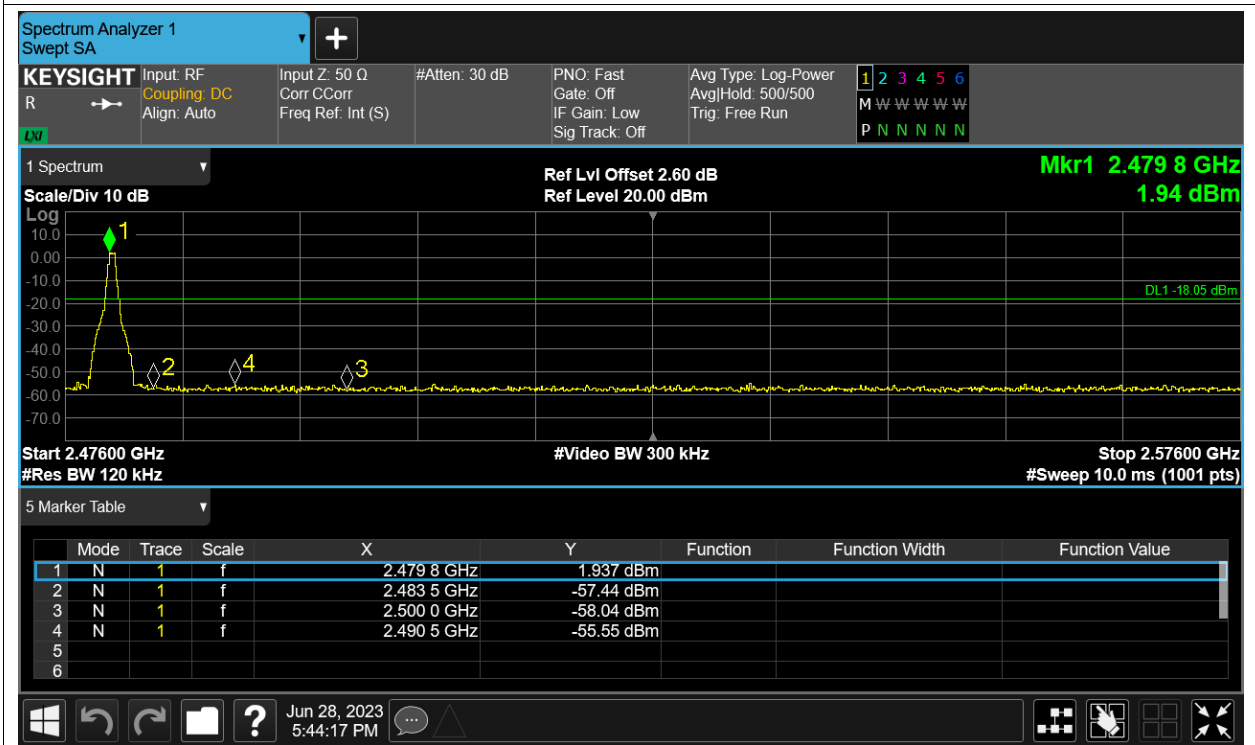 Spectrum Analyzer 1
Swept SA
KEYSIGHT
R
LXI
Input: RF
Coupling: DC
Align: Auto
Input Z: 50 Ω
Corr CCorr
Freq Ref: Int (S)
#Atten: 30 dB
PNO: Fast
Gate: Off
IF Gain: Low
Sig Track: Off
Avg Type: Log-Power
Avg|Hold: 500/500
Trig: Free Run
1 2 3 4 5 6
M W W W W W
P N N N N N
1 Spectrum
Scale/Div 10 dB
Ref Lvl Offset 2.60 dB
Ref Level 20.00 dBm
Mkr1 2.479 8 GHz
1.94 dBm
Log
10.0
0.00
-10.0
-20.0
-30.0
-40.0
-50.0
-60.0
-70.0
1
DL1 -18.05 dBm
2
4
3
Start 2.47600 GHz
#Video BW 300 kHz
Stop 2.57600 GHz
#Res BW 120 kHz
#Sweep 10.0 ms (1001 pts)
5 Marker Table
Mode Trace Scale X Y Function Function Width Function Value
1 N 1 f 2.479 8 GHz 1.937 dBm
2 N 1 f 2.483 5 GHz -57.44 dBm
3 N 1 f 2.500 0 GHz -58.04 dBm
4 N 1 f 2.490 5 GHz -55.55 dBm
5
6
?
Jun 28, 2023
5:44:17 PM